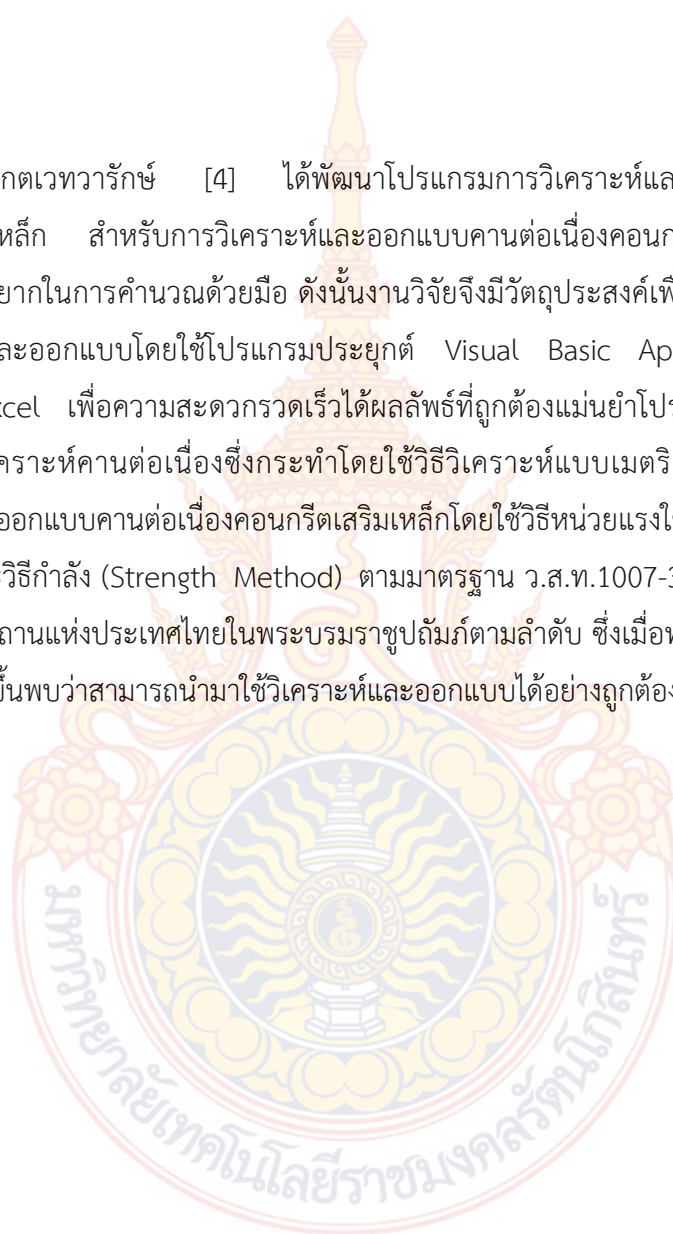 กตเวทวารักษ์ [4] ได้พัฒนาโปรแกรมการวิเคราะห์แล
หล็ก สำหรับการวิเคราะห์และออกแบบคานต่อเนื่องคอนก
ยากในการคำนวณด้วยมือ ดังนั้นงานวิจัยจึงมีวัตถุประสงค์เพื
ละออกแบบโดยใช้โปรแกรมประยุกต์ Visual Basic Ap
xcel เพื่อความสะดวกรวดเร็วได้ผลลัพธ์ที่ถูกต้องแม่นยำโปร
คราะห์คานต่อเนื่องซึ่งกระทำโดยใช้วิธีวิเคราะห์แบบเมตริ
ออกแบบคานต่อเนื่องคอนกรีตเสริมเหล็กโดยใช้วิธีหน่วยแรงใ
วิธีกำลัง (Strength Method) ตามมาตรฐาน ว.ส.ท.1007-3
ถานแห่งประเทศไทยในพระบรมราชูปถัมภ์ตามลำดับ ซึ่งเมื่อท
ขึ้นพบว่าสามารถนำมาใช้วิเคราะห์และออกแบบได้อย่างถูกต้อง
มหาวิทยาลัยเทคโนโลยีราชมงคลรัตนโกสินทร์